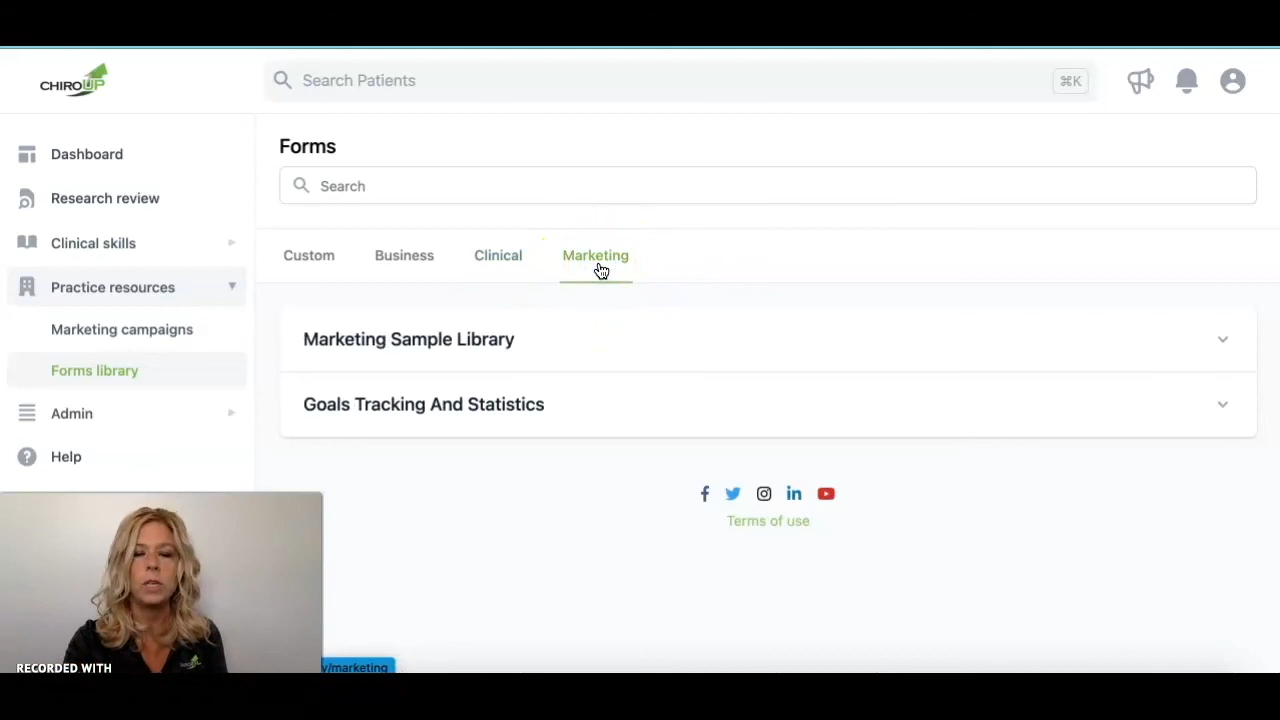 CHIROUP
Search Patients
⌘K
Dashboard
Research review
Clinical skills
Practice resources
Marketing campaigns
Forms library
Admin
Help
Forms
Search
Custom
Business
Clinical
Marketing
Marketing Sample Library
Goals Tracking And Statistics
Terms of use
RECORDED WITH
/marketing